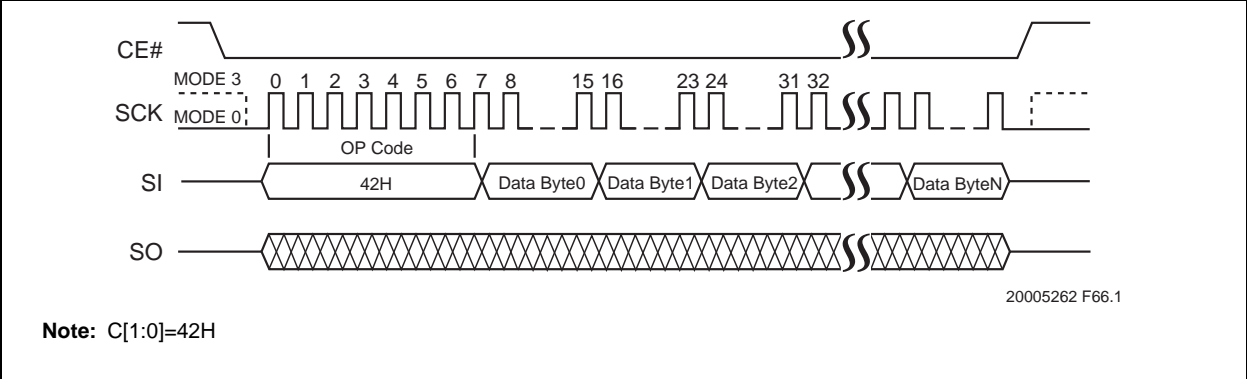 CE#
MODE 3 0 1 2 3 4 5 6 7 8 15 16 23 24 31 32
SCK MODE 0
OP Code
SI 42H Data Byte0 Data Byte1 Data Byte2 Data ByteN
SO
20005262 F66.1
Note: C[1:0]=42H